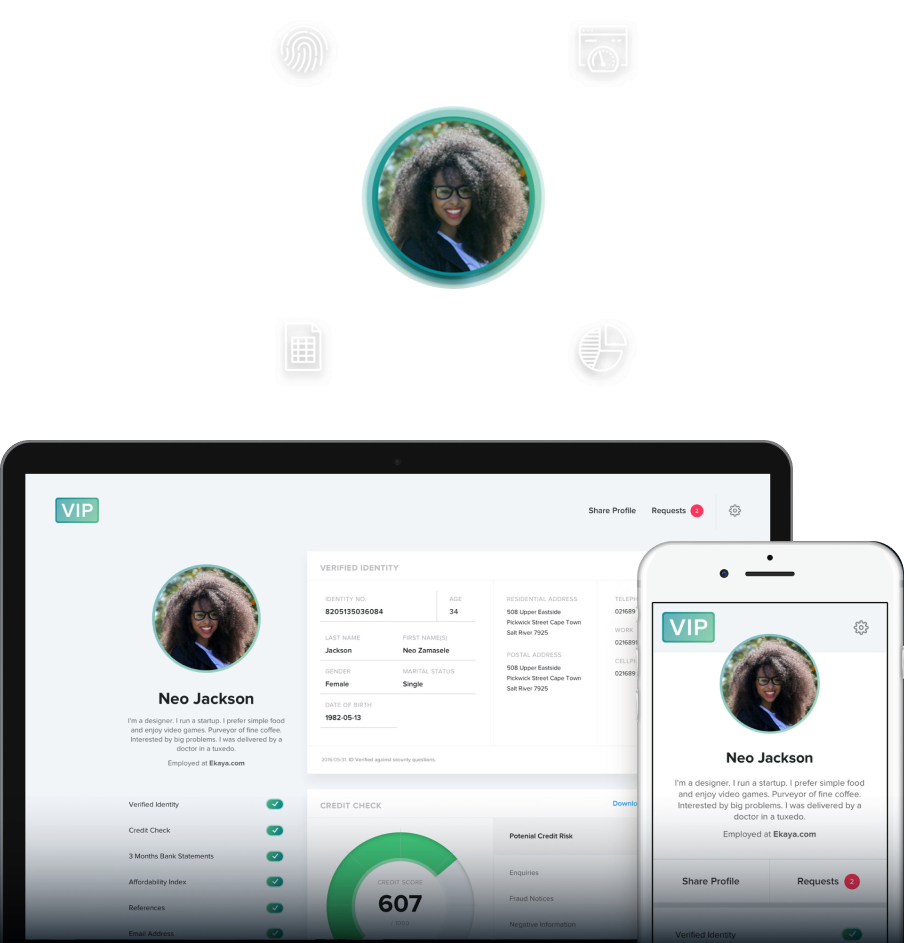 VIP
Share Profile
Requests 2
Neo Jackson
I'm a designer. I run a startup. I prefer simple food
and enjoy video games. Purveyor of fine coffee.
Interested by big problems. I was delivered by a
doctor in a tuxedo.
Employed at Ekaya.com
Verified Identity
Credit Check
3 Months Bank Statements
Affordability Index
References
Email Address
VERIFIED IDENTITY
IDENTITY NO.
8205135036084
AGE
34
LAST NAME
Jackson
FIRST NAME(S)
Neo Zamasele
GENDER
Female
MARITAL STATUS
Single
DATE OF BIRTH
1982-05-13
RESIDENTIAL ADDRESS
508 Upper Eastside
Pickwick Street Cape Town
Salt River 7925
POSTAL ADDRESS
508 Upper Eastside
Pickwick Street Cape Town
Salt River 7925
TELEPH
021689
WORK
021689
CELLPH
021689
2016/05/31: ID Verified against security questions.
CREDIT CHECK
Downlo
CREDIT SCORE
607
/ 1000
Potenial Credit Risk
Enquiries
Fraud Notices
Negative Information
VIP
Neo Jackson
I'm a designer. I run a startup. I prefer simple food
and enjoy video games. Purveyor of fine coffee.
Interested by big problems. I was delivered by a
doctor in a tuxedo.
Employed at Ekaya.com
Share Profile
Requests 2
Verified Identity